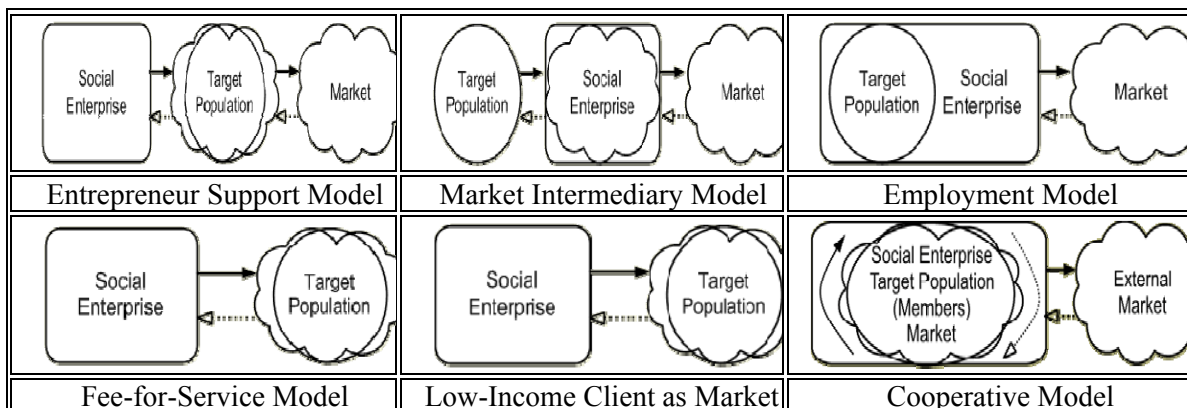 Social
Enterprise
Target
Population
Market
Target
Population
Social
Enterprise
Market
Target
Population
Social
Enterprise
Market
Entrepreneur Support Model
Market Intermediary Model
Employment Model
Social
Enterprise
Target
Population
Social
Enterprise
Target
Population
Social Enterprise
Target Population
(Members)
Market
External
Market
Fee-for-Service Model
Low-Income Client as Market
Cooperative Model